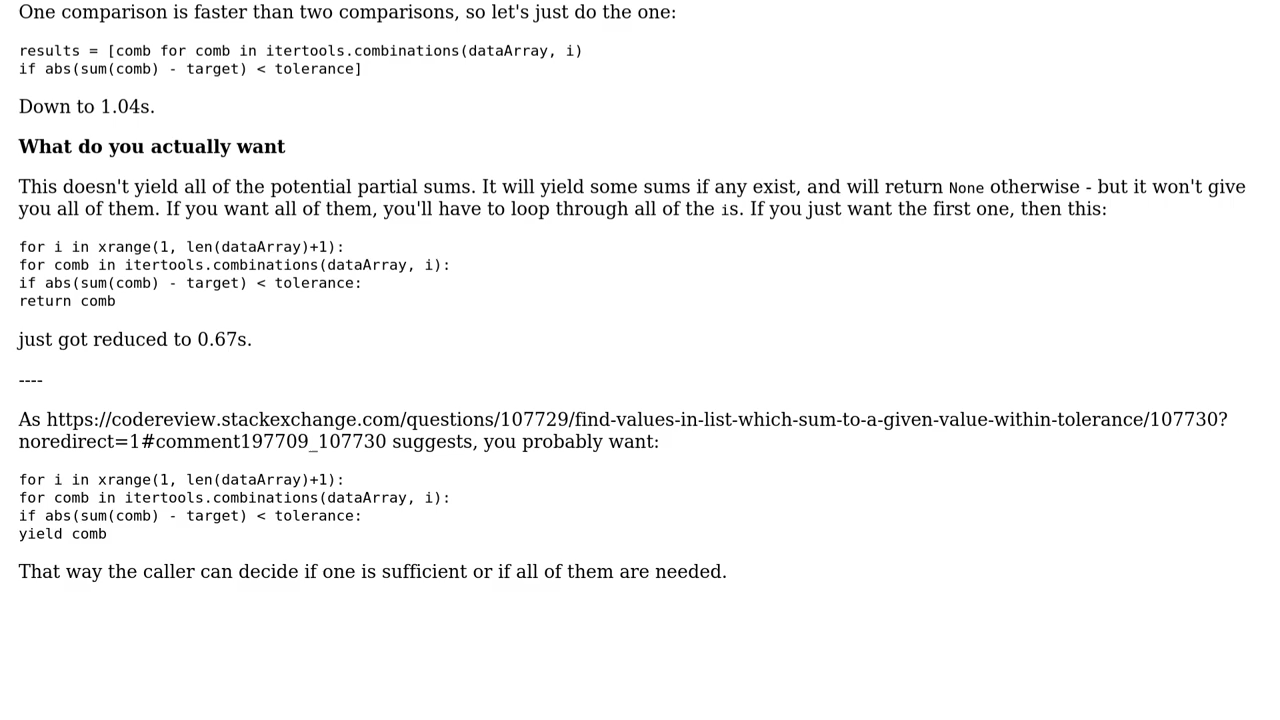 One comparison is faster than two comparisons, so let's just do the one:
results = [comb for comb in itertools.combinations(dataArray, i)
if abs(sum(comb) - target) < tolerance]
Down to 1.04s.
What do you actually want
This doesn't yield all of the potential partial sums. It will yield some sums if any exist, and will return None otherwise - but it won't give
you all of them. If you want all of them, you'll have to loop through all of the is. If you just want the first one, then this:
for i in xrange(1, len(dataArray)+1):
for comb in itertools.combinations(dataArray, i):
if abs(sum(comb) - target) < tolerance:
return comb
just got reduced to 0.67s.
----
As https://codereview.stackexchange.com/questions/107729/find-values-in-list-which-sum-to-a-given-value-within-tolerance/107730?
noredirect=1#comment197709_107730 suggests, you probably want:
for i in xrange(1, len(dataArray)+1):
for comb in itertools.combinations(dataArray, i):
if abs(sum(comb) - target) < tolerance:
yield comb
That way the caller can decide if one is sufficient or if all of them are needed.